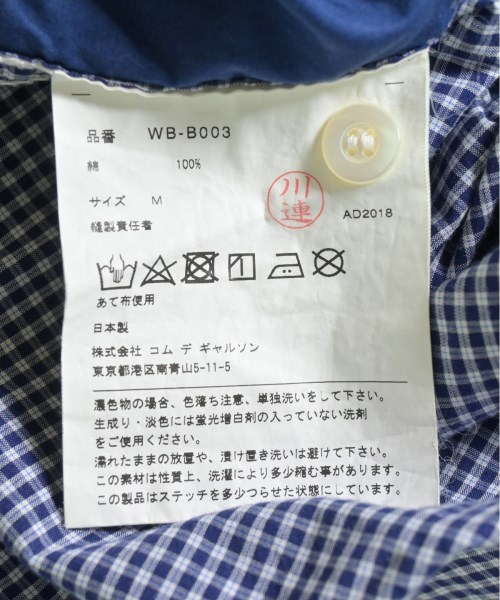 品番 WB-B003
綿 100%
サイズ M
縫製責任者
川連
AD2018
あて布使用
日本製
株式会社 コム デ ギャルソン
東京都港区南青山5-11-5
濃色物の場合、色落ち注意、単独洗いをして下さい。
生成り・淡色には蛍光増白剤の入っていない洗剤
をご使用ください。
濡れたままの放置や、漬け置き洗いは避けて下さい。
この素材は性質上、洗濯により多少縮む事があります。
この製品はステッチを多少つらせた状態にしています。